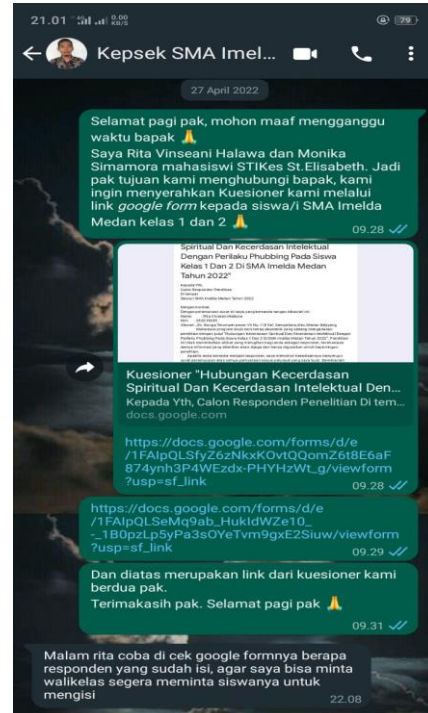 21.01
0.00
KB/S
79
Kepsek SMA Imel...
27 April 2022
Selamat pagi pak, mohon maaf mengganggu
waktu bapak 🙏
Saya Rita Vinseani Halawa dan Monika
Simamora mahasiswi STIKes St.Elisabeth. Jadi
pak tujuan kami menghubungi bapak, kami
ingin menyerahkan Kuesioner kami melalui
link google form kepada siswa/i SMA Imelda
Medan kelas 1 dan 2 🙏
09.28
Spiritual Dan Kecerdasan Intelektual
Dengan Perilaku Phubbing Pada Siswa
Kelas 1 Dan 2 Di SMA Imelda Medan
Tahun 2022"
Kuesioner "Hubungan Kecerdasan
Spiritual Dan Kecerdasan Intelektual Den...
Kepada Yth, Calon Responden Penelitian Di tem...
docs.google.com
https://docs.google.com/forms/d/e
/1FAIpQLSfyZ6zNkxKOvtQQomZ6t8E6aF
874ynh3P4WEzdx-PHYHzWt_g/viewform
?usp=sf_link
09.28
https://docs.google.com/forms/d/e
/1FAIpQLSeMq9ab_HukIdWZe10_
-_1B0pzLp5yPa3sOYeTvm9gxE2Siuw/viewform
?usp=sf_link
09.29
Dan diatas merupakan link dari kuesioner kami
berdua pak.
Terimakasih pak. Selamat pagi pak 🙏
09.31
Malam rita coba di cek google formnya berapa
responden yang sudah isi, agar saya bisa minta
walikelas segera meminta siswanya untuk
mengisi
22.08